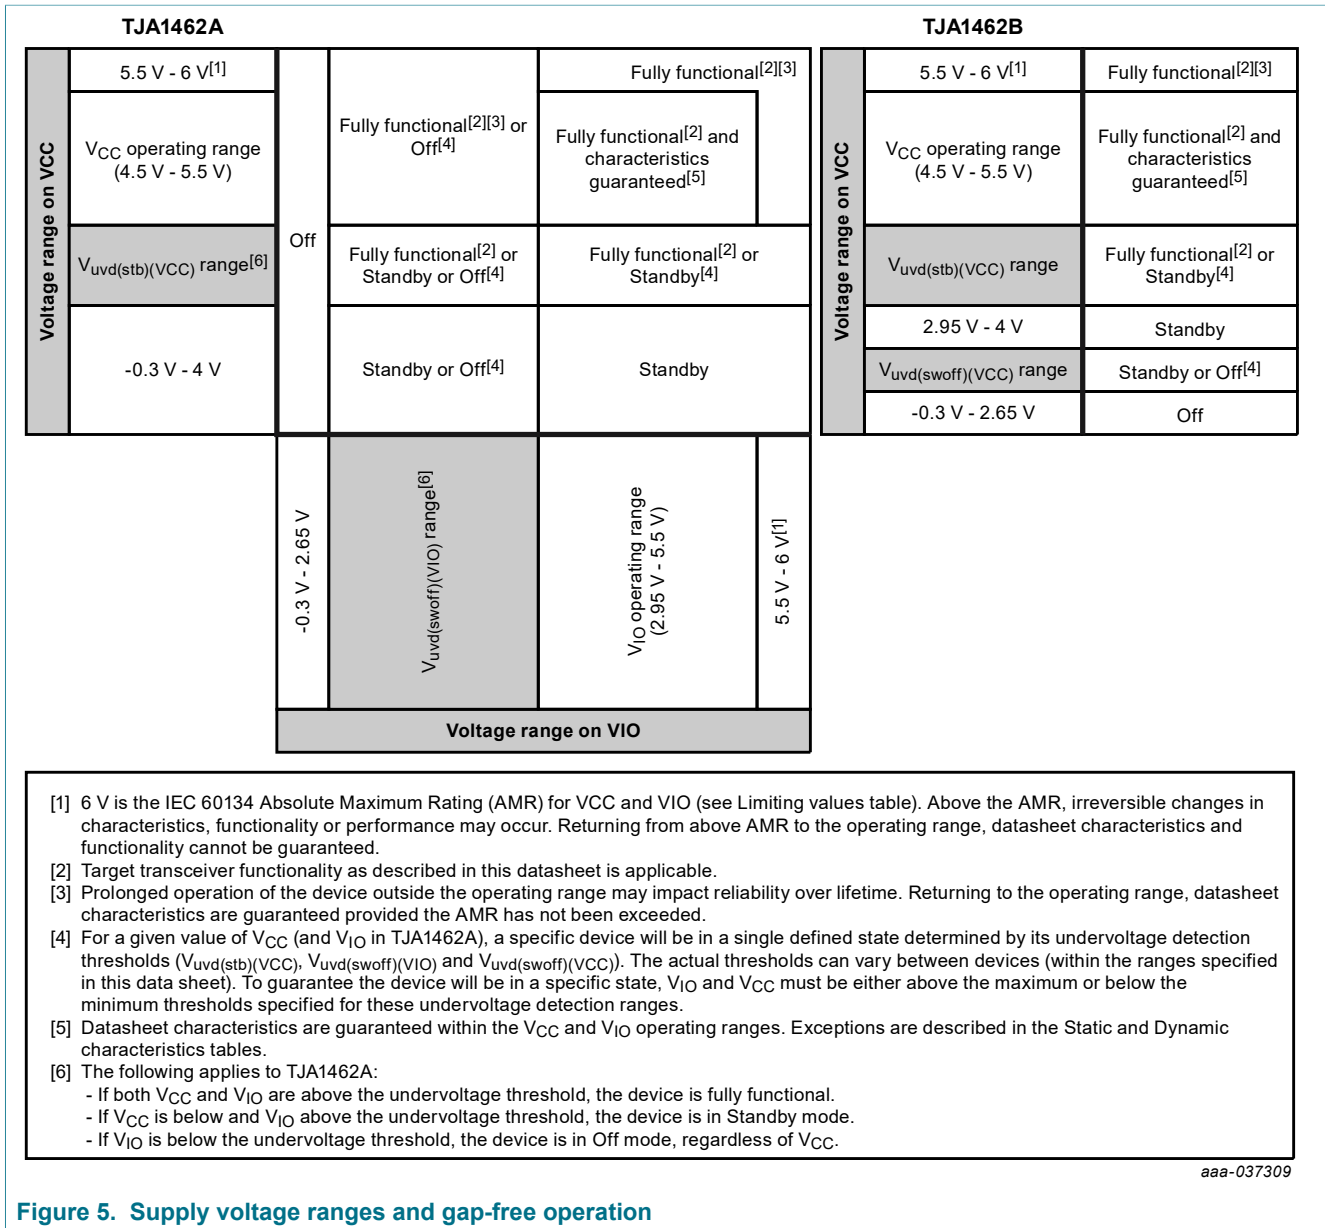 TJA1462A
TJA1462B
Voltage range on VCC
5.5 V - 6 V[1]
VCC operating range
(4.5 V - 5.5 V)
Vuvd(stb)(VCC) range[6]
-0.3 V - 4 V
Off
Fully functional[2][3] or
Off[4]
Fully functional[2] or
Standby or Off[4]
Standby or Off[4]
Fully functional[2][3]
Fully functional[2] and
characteristics
guaranteed[5]
Fully functional[2] or
Standby[4]
Standby
-0.3 V - 2.65 V
Vuvd(swoff)(VIO) range[6]
VIO operating range
(2.95 V - 5.5 V)
5.5 V - 6 V[1]
Voltage range on VIO
Voltage range on VCC
5.5 V - 6 V[1]
Fully functional[2][3]
VCC operating range
(4.5 V - 5.5 V)
Fully functional[2] and
characteristics
guaranteed[5]
Vuvd(stb)(VCC) range
Fully functional[2] or
Standby[4]
2.95 V - 4 V
Standby
Vuvd(swoff)(VCC) range
Standby or Off[4]
-0.3 V - 2.65 V
Off
[1] 6 V is the IEC 60134 Absolute Maximum Rating (AMR) for VCC and VIO (see Limiting values table). Above the AMR, irreversible changes in
characteristics, functionality or performance may occur. Returning from above AMR to the operating range, datasheet characteristics and
functionality cannot be guaranteed.
[2] Target transceiver functionality as described in this datasheet is applicable.
[3] Prolonged operation of the device outside the operating range may impact reliability over lifetime. Returning to the operating range, datasheet
characteristics are guaranteed provided the AMR has not been exceeded.
[4] For a given value of VCC (and VIO in TJA1462A), a specific device will be in a single defined state determined by its undervoltage detection
thresholds (Vuvd(stb)(VCC), Vuvd(swoff)(VIO) and Vuvd(swoff)(VCC)). The actual thresholds can vary between devices (within the ranges specified
in this data sheet). To guarantee the device will be in a specific state, VIO and VCC must be either above the maximum or below the
minimum thresholds specified for these undervoltage detection ranges.
[5] Datasheet characteristics are guaranteed within the VCC and VIO operating ranges. Exceptions are described in the Static and Dynamic
characteristics tables.
[6] The following applies to TJA1462A:
- If both VCC and VIO are above the undervoltage threshold, the device is fully functional.
- If VCC is below and VIO above the undervoltage threshold, the device is in Standby mode.
- If VIO is below the undervoltage threshold, the device is in Off mode, regardless of VCC.
aaa-037309
Figure 5. Supply voltage ranges and gap-free operation